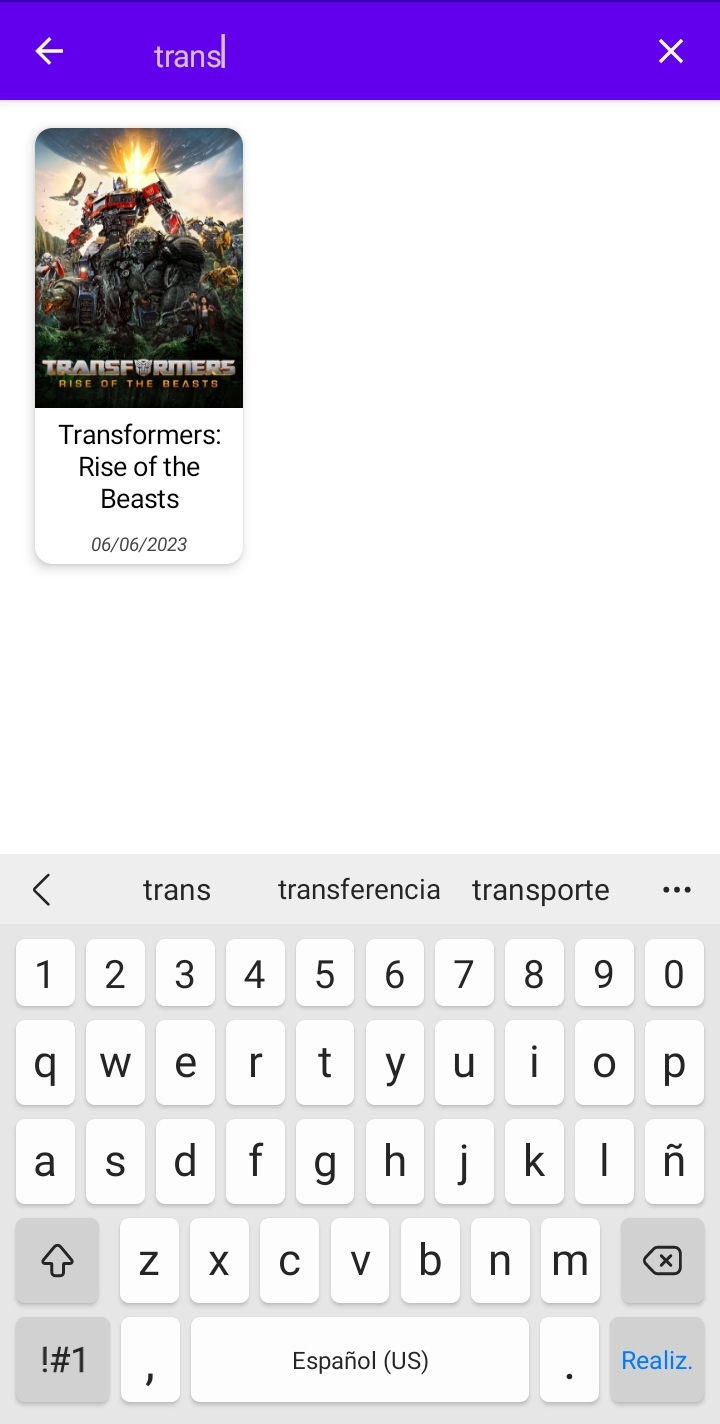 trans
TRANSFORMERS
RISE OF THE BEASTS
Transformers:
Rise of the
Beasts
06/06/2023
trans transferencia transporte
1 2 3 4 5 6 7 8 9 0
q w e r t y u i o p
a s d f g h j k l ñ
z x c v b n m
!#1 , Español (US) . Realiz.